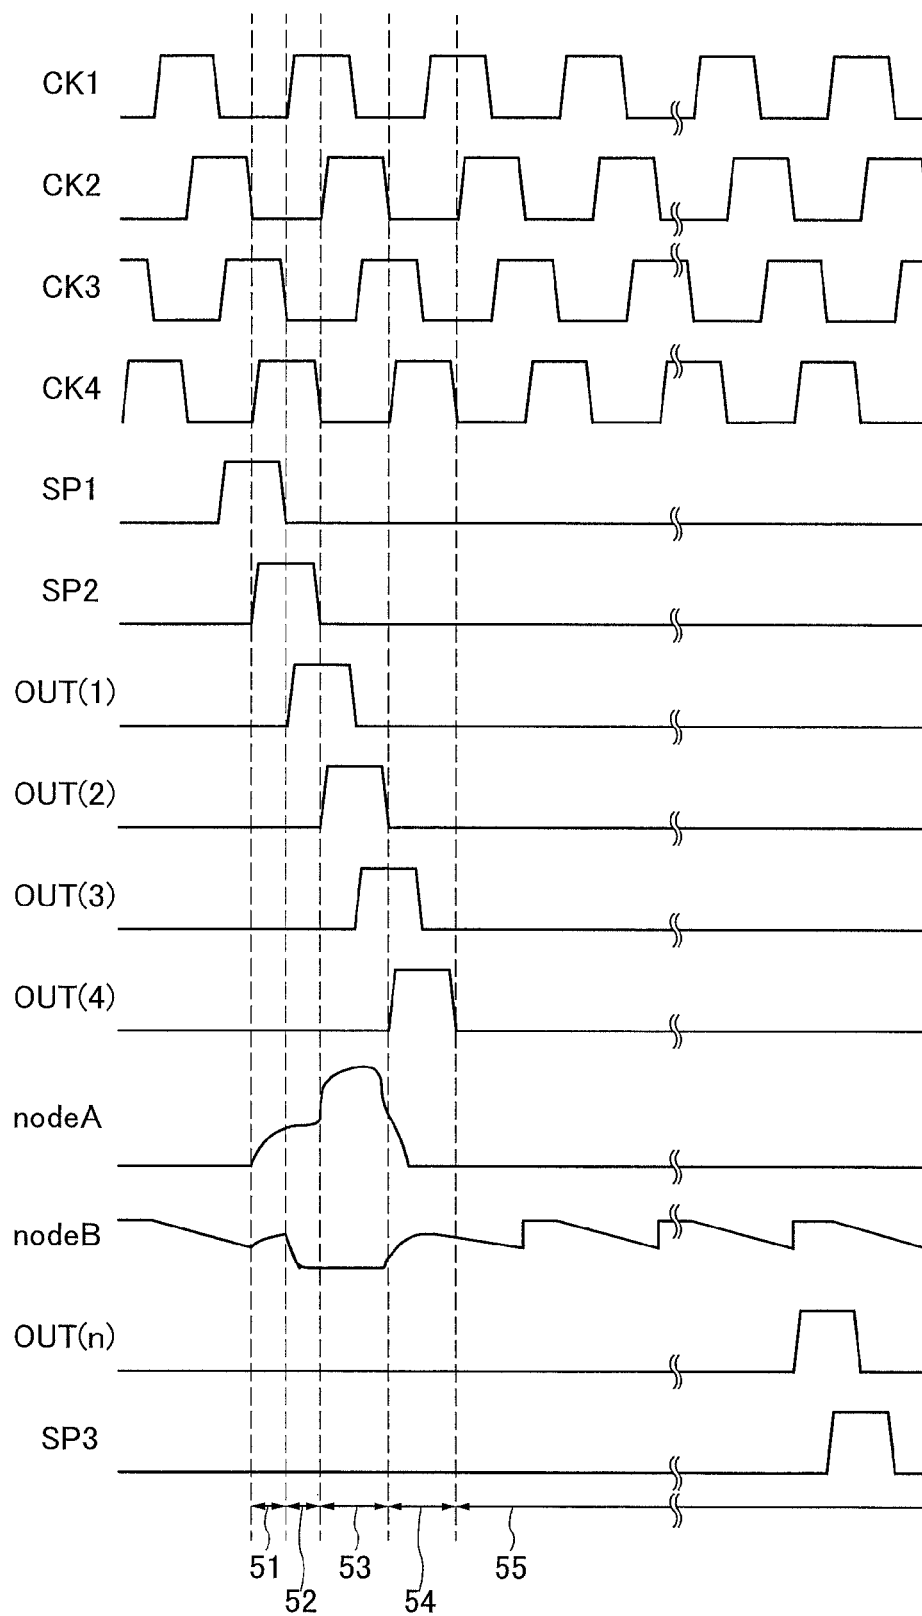 CK1
CK2
CK3
CK4
SP1
SP2
OUT(1)
OUT(2)
OUT(3)
OUT(4)
nodeA
nodeB
OUT(n)
SP3
51
52
53
54
55